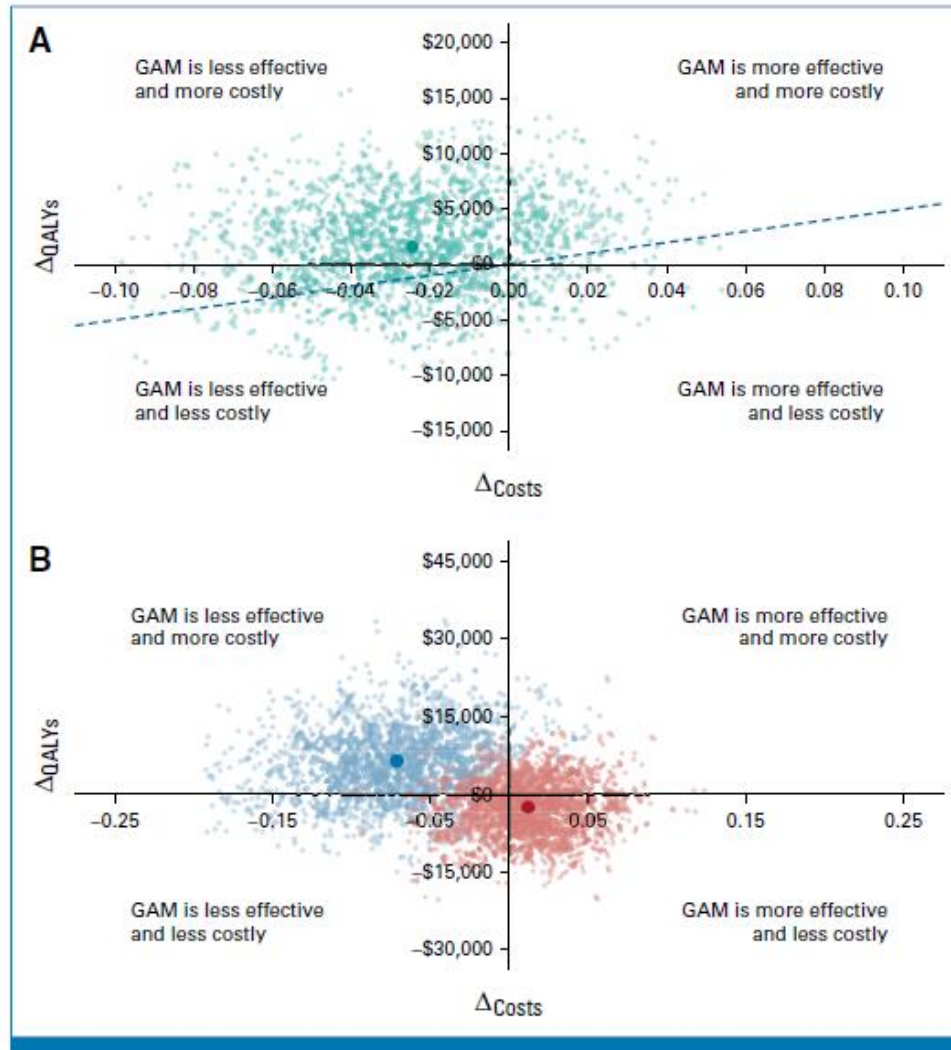 A
$20,000
GAM is less effective
and more costly
GAM is more effective
and more costly
$15,000
$10,000
$5,000
ΔQALYs
$0
–0.10 –0.08 –0.06 –0.04 –0.02 0.00 0.02 0.04 0.06 0.08 0.10
–$5,000
–$10,000
GAM is less effective
and less costly
GAM is more effective
and less costly
–$15,000
ΔCosts
B
$45,000
GAM is less effective
and more costly
GAM is more effective
and more costly
$30,000
$15,000
ΔQALYs
$0
–0.25 –0.15 –0.05 0.05 0.15 0.25
–$15,000
GAM is less effective
and less costly
GAM is more effective
and less costly
–$30,000
ΔCosts